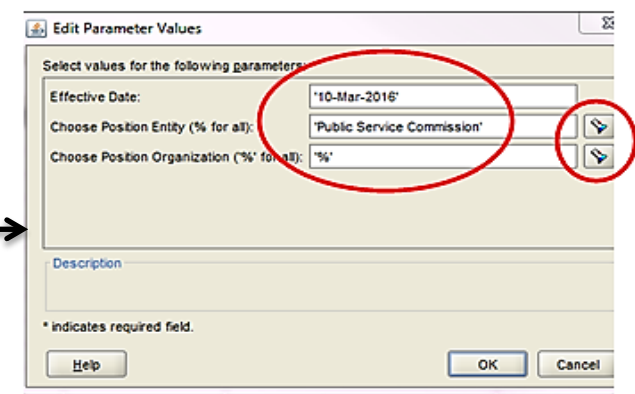 Edit Parameter Values
Select values for the following parameters:
Effective Date: '10-Mar-2016'
Choose Position Entity (% for all): 'Public Service Commission'
Choose Position Organization ('%' for all): '%'
Description
* indicates required field.
Help OK Cancel